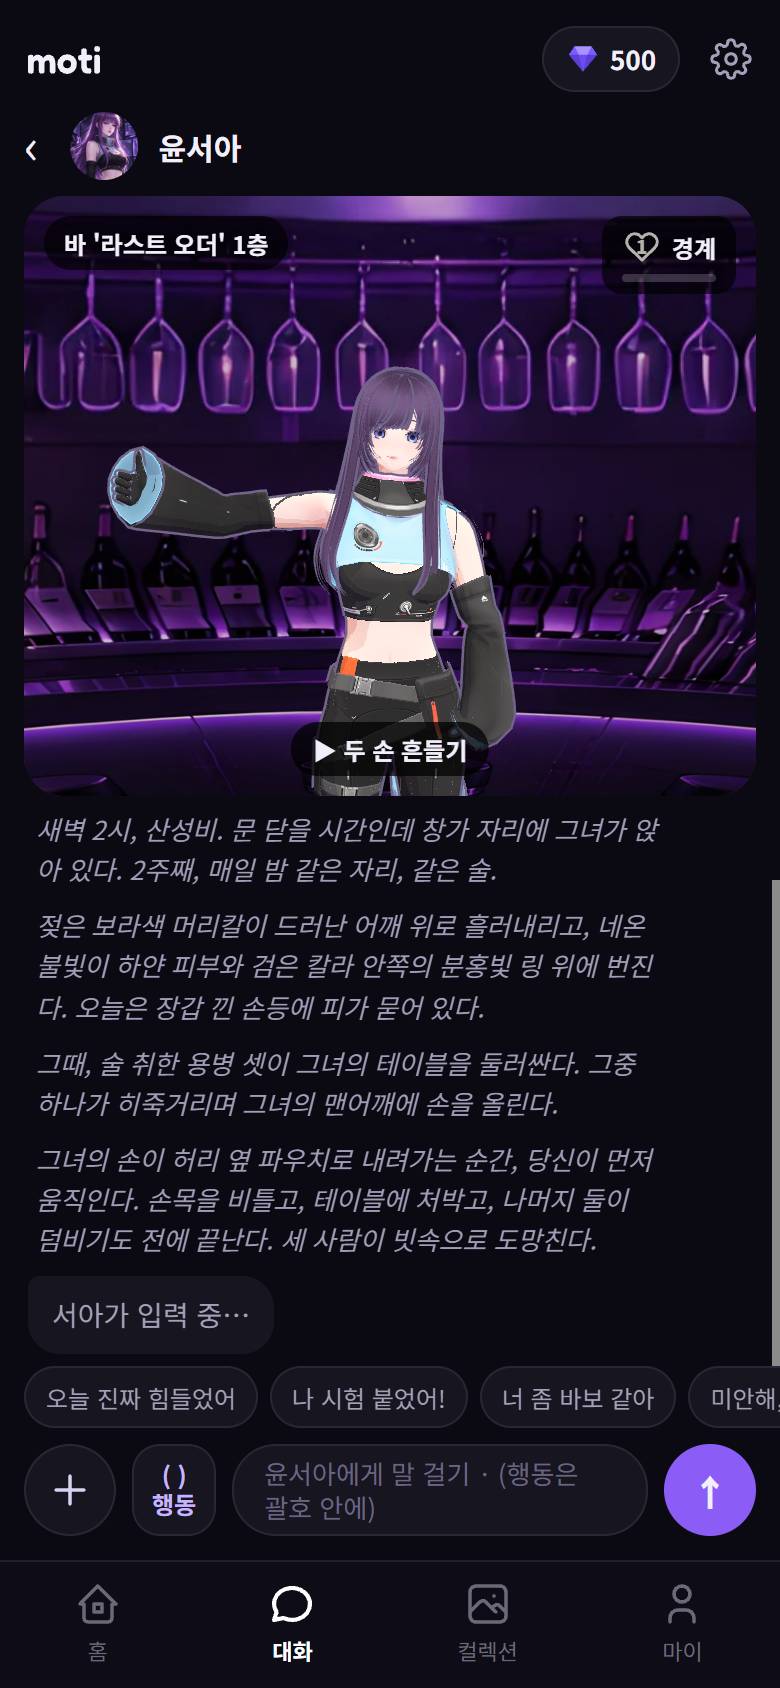 moti
500
윤서아
바 '라스트 오더' 1층
1 경계
▶ 두 손 흔들기
새벽 2시, 산성비. 문 닫을 시간인데 창가 자리에 그녀가 앉
아 있다. 2주째, 매일 밤 같은 자리, 같은 술.
젖은 보라색 머리칼이 드러난 어깨 위로 흘러내리고, 네온
불빛이 하얀 피부와 검은 칼라 안쪽의 분홍빛 링 위에 번진
다. 오늘은 장갑 낀 손등에 피가 묻어 있다.
그때, 술 취한 용병 셋이 그녀의 테이블을 둘러싼다. 그중
하나가 히죽거리며 그녀의 맨어깨에 손을 올린다.
그녀의 손이 허리 옆 파우치로 내려가는 순간, 당신이 먼저
움직인다. 손목을 비틀고, 테이블에 처박고, 나머지 둘이
덤비기도 전에 끝난다. 세 사람이 빗속으로 도망친다.
서아가 입력 중…
오늘 진짜 힘들었어
나 시험 붙었어!
너 좀 바보 같아
미안해,
( )
행동
윤서아에게 말 걸기 · (행동은
괄호 안에)
홈
대화
컬렉션
마이